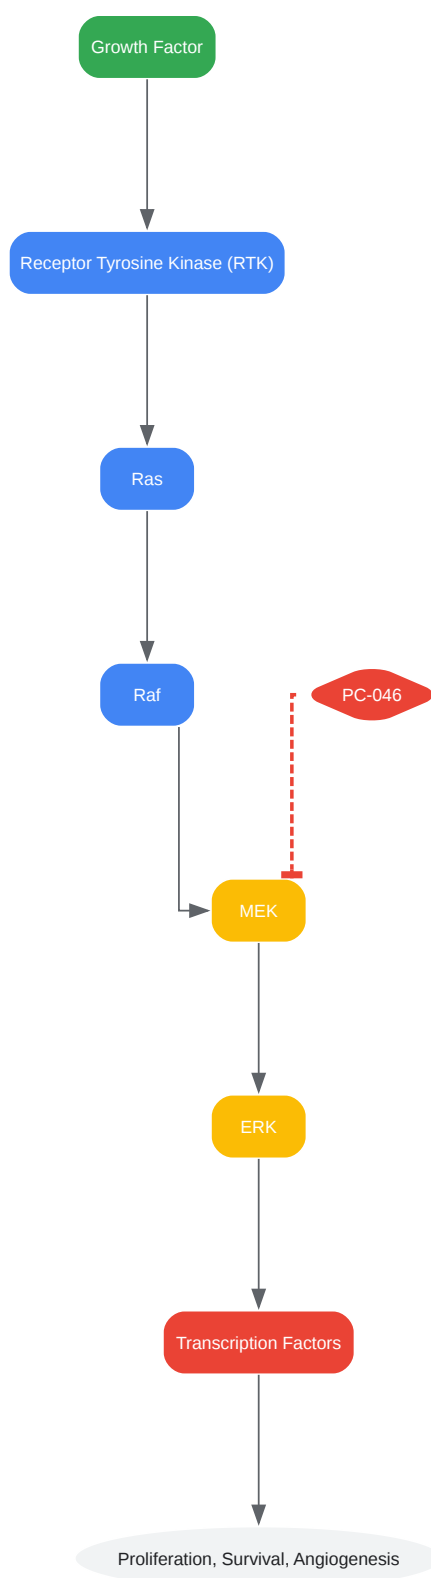 Growth Factor
Receptor Tyrosine Kinase (RTK)
Ras
Raf
PC-046
MEK
ERK
Transcription Factors
Proliferation, Survival, Angiogenesis